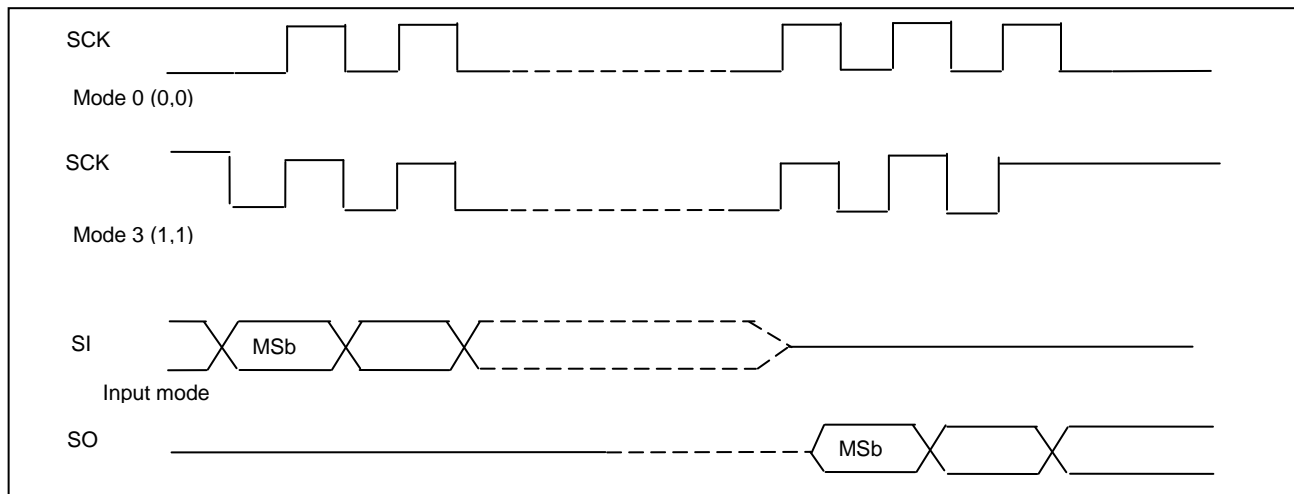 SCK
Mode 0 (0,0)
SCK
Mode 3 (1,1)
SI
MSb
Input mode
SO
MSb